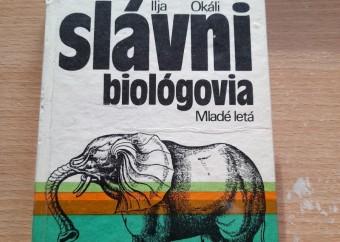 Ilja Okáli
slávni
biológovia
Mladé letá